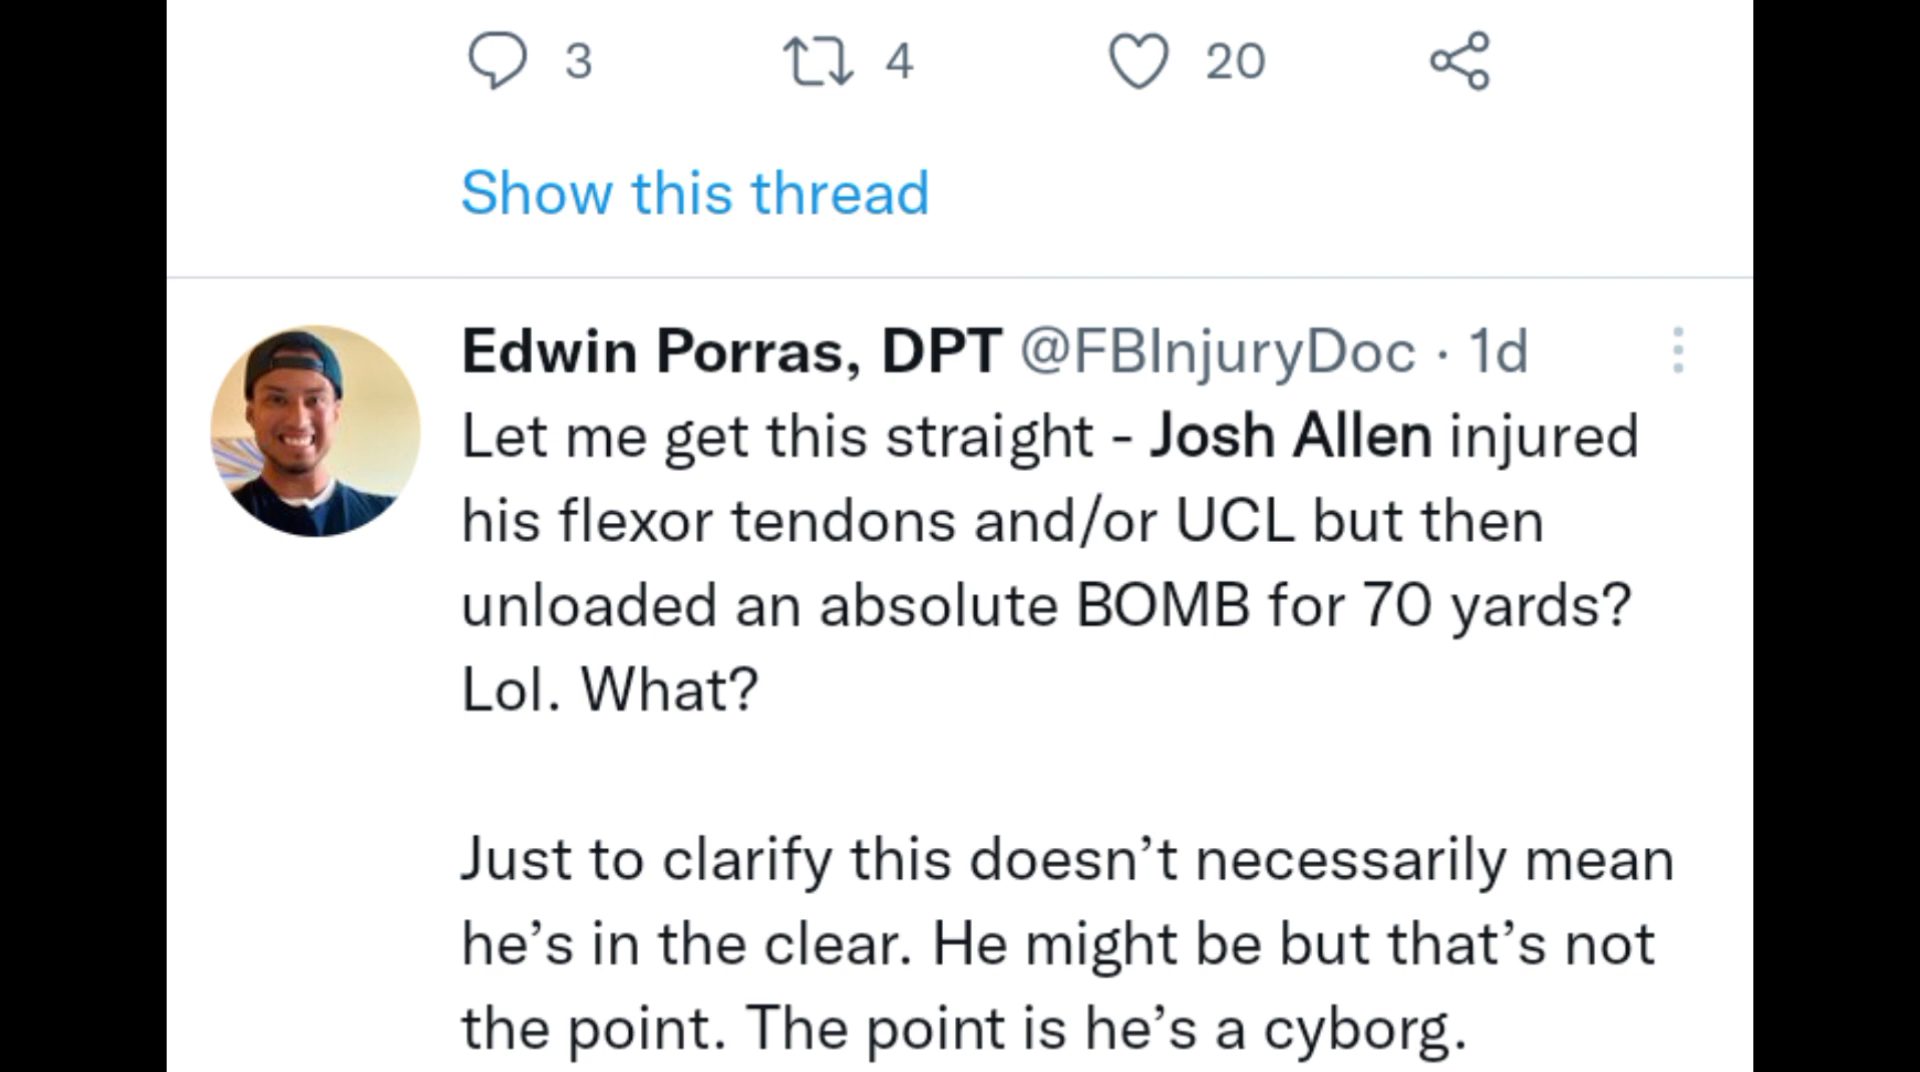 3 4 20
Show this thread
Edwin Porras, DPT @FBInjuryDoc · 1d
Let me get this straight - Josh Allen injured
his flexor tendons and/or UCL but then
unloaded an absolute BOMB for 70 yards?
Lol. What?
Just to clarify this doesn’t necessarily mean
he’s in the clear. He might be but that’s not
the point. The point is he’s a cyborg.